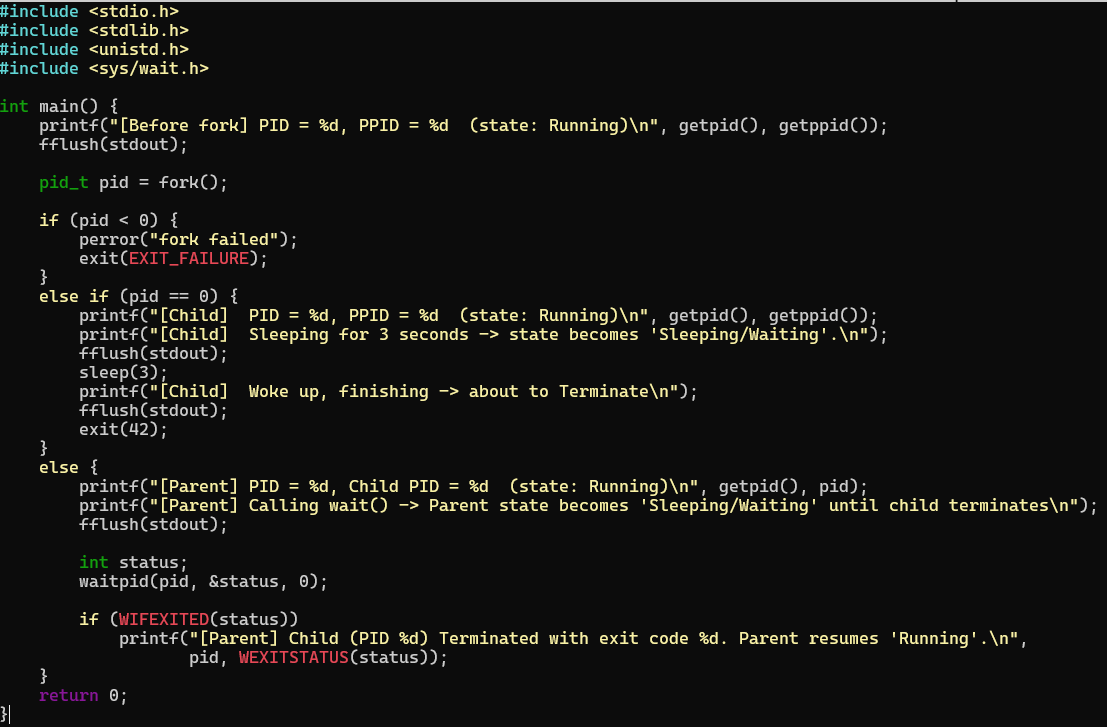 #include <stdio.h>
#include <stdlib.h>
#include <unistd.h>
#include <sys/wait.h>

int main() {
    printf("[Before fork] PID = %d, PPID = %d  (state: Running)\n", getpid(), getppid());
    fflush(stdout);

    pid_t pid = fork();

    if (pid < 0) {
        perror("fork failed");
        exit(EXIT_FAILURE);
    }
    else if (pid == 0) {
        printf("[Child]  PID = %d, PPID = %d  (state: Running)\n", getpid(), getppid());
        printf("[Child]  Sleeping for 3 seconds -> state becomes 'Sleeping/Waiting'.\n");
        fflush(stdout);
        sleep(3);
        printf("[Child]  Woke up, finishing -> about to Terminate\n");
        fflush(stdout);
        exit(42);
    }
    else {
        printf("[Parent] PID = %d, Child PID = %d  (state: Running)\n", getpid(), pid);
        printf("[Parent] Calling wait() -> Parent state becomes 'Sleeping/Waiting' until child terminates\n");
        fflush(stdout);

        int status;
        waitpid(pid, &status, 0);

        if (WIFEXITED(status))
            printf("[Parent] Child (PID %d) Terminated with exit code %d. Parent resumes 'Running'.\n",
                   pid, WEXITSTATUS(status));
    }
    return 0;
}